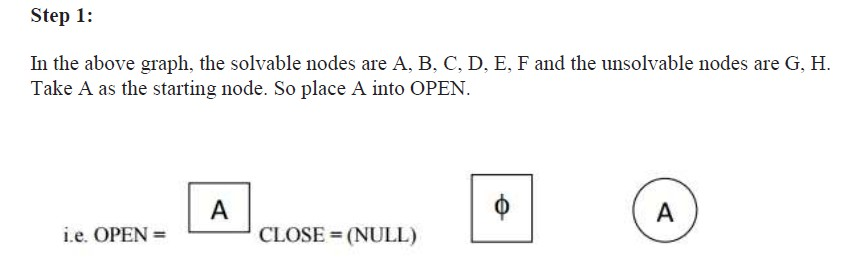 Step 1:
In the above graph, the solvable nodes are A, B, C, D, E, F and the unsolvable nodes are G, H.
Take A as the starting node. So place A into OPEN.
i.e. OPEN = A CLOSE = (NULL) ϕ A